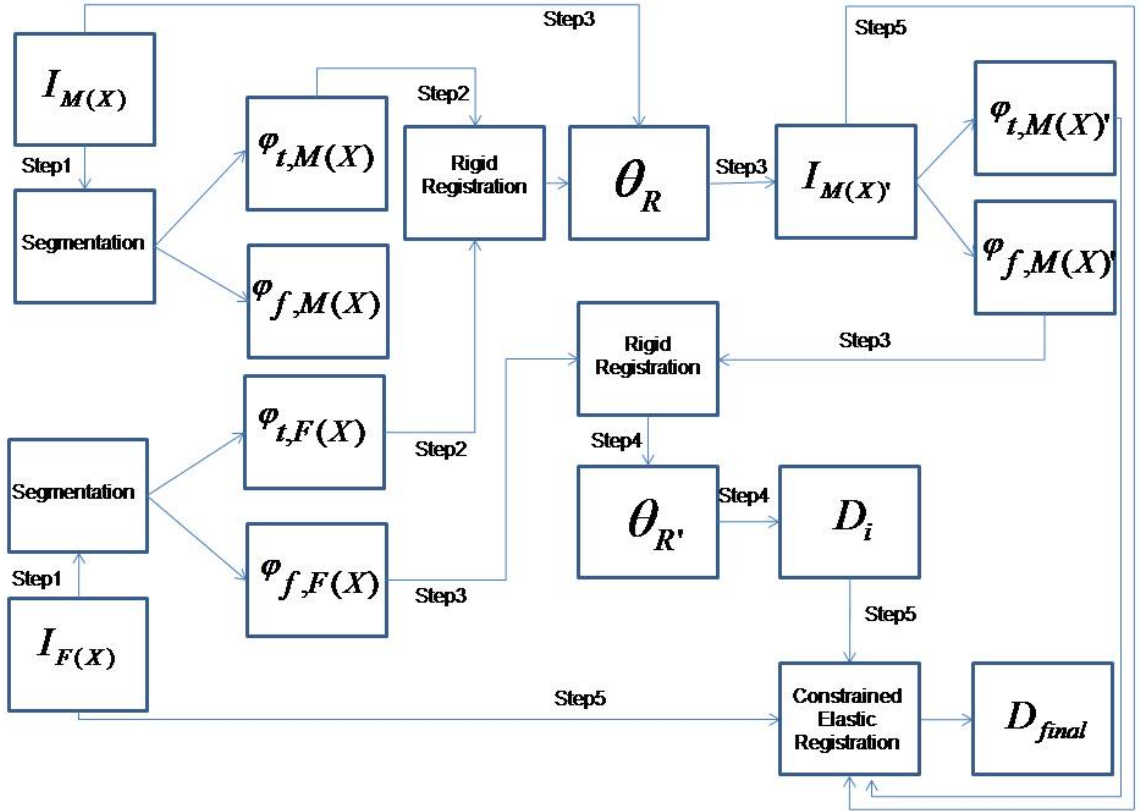 Step3
Step5
I_{M(X)}
φ_{t,M(X)}
Step2
φ_{t,M(X)'}
Step1
Rigid
Registration
θ_R
Step3
I_{M(X)'}
Segmentation
φ_{f,M(X)}
φ_{f,M(X)'}
Rigid
Registration
Step3
φ_{t,F(X)}
Step2
Step4
Segmentation
θ_{R'}
Step4
D_i
Step1
φ_{f,F(X)}
Step3
Step5
I_{F(X)}
Step5
Constrained
Elastic
Registration
D_{final}